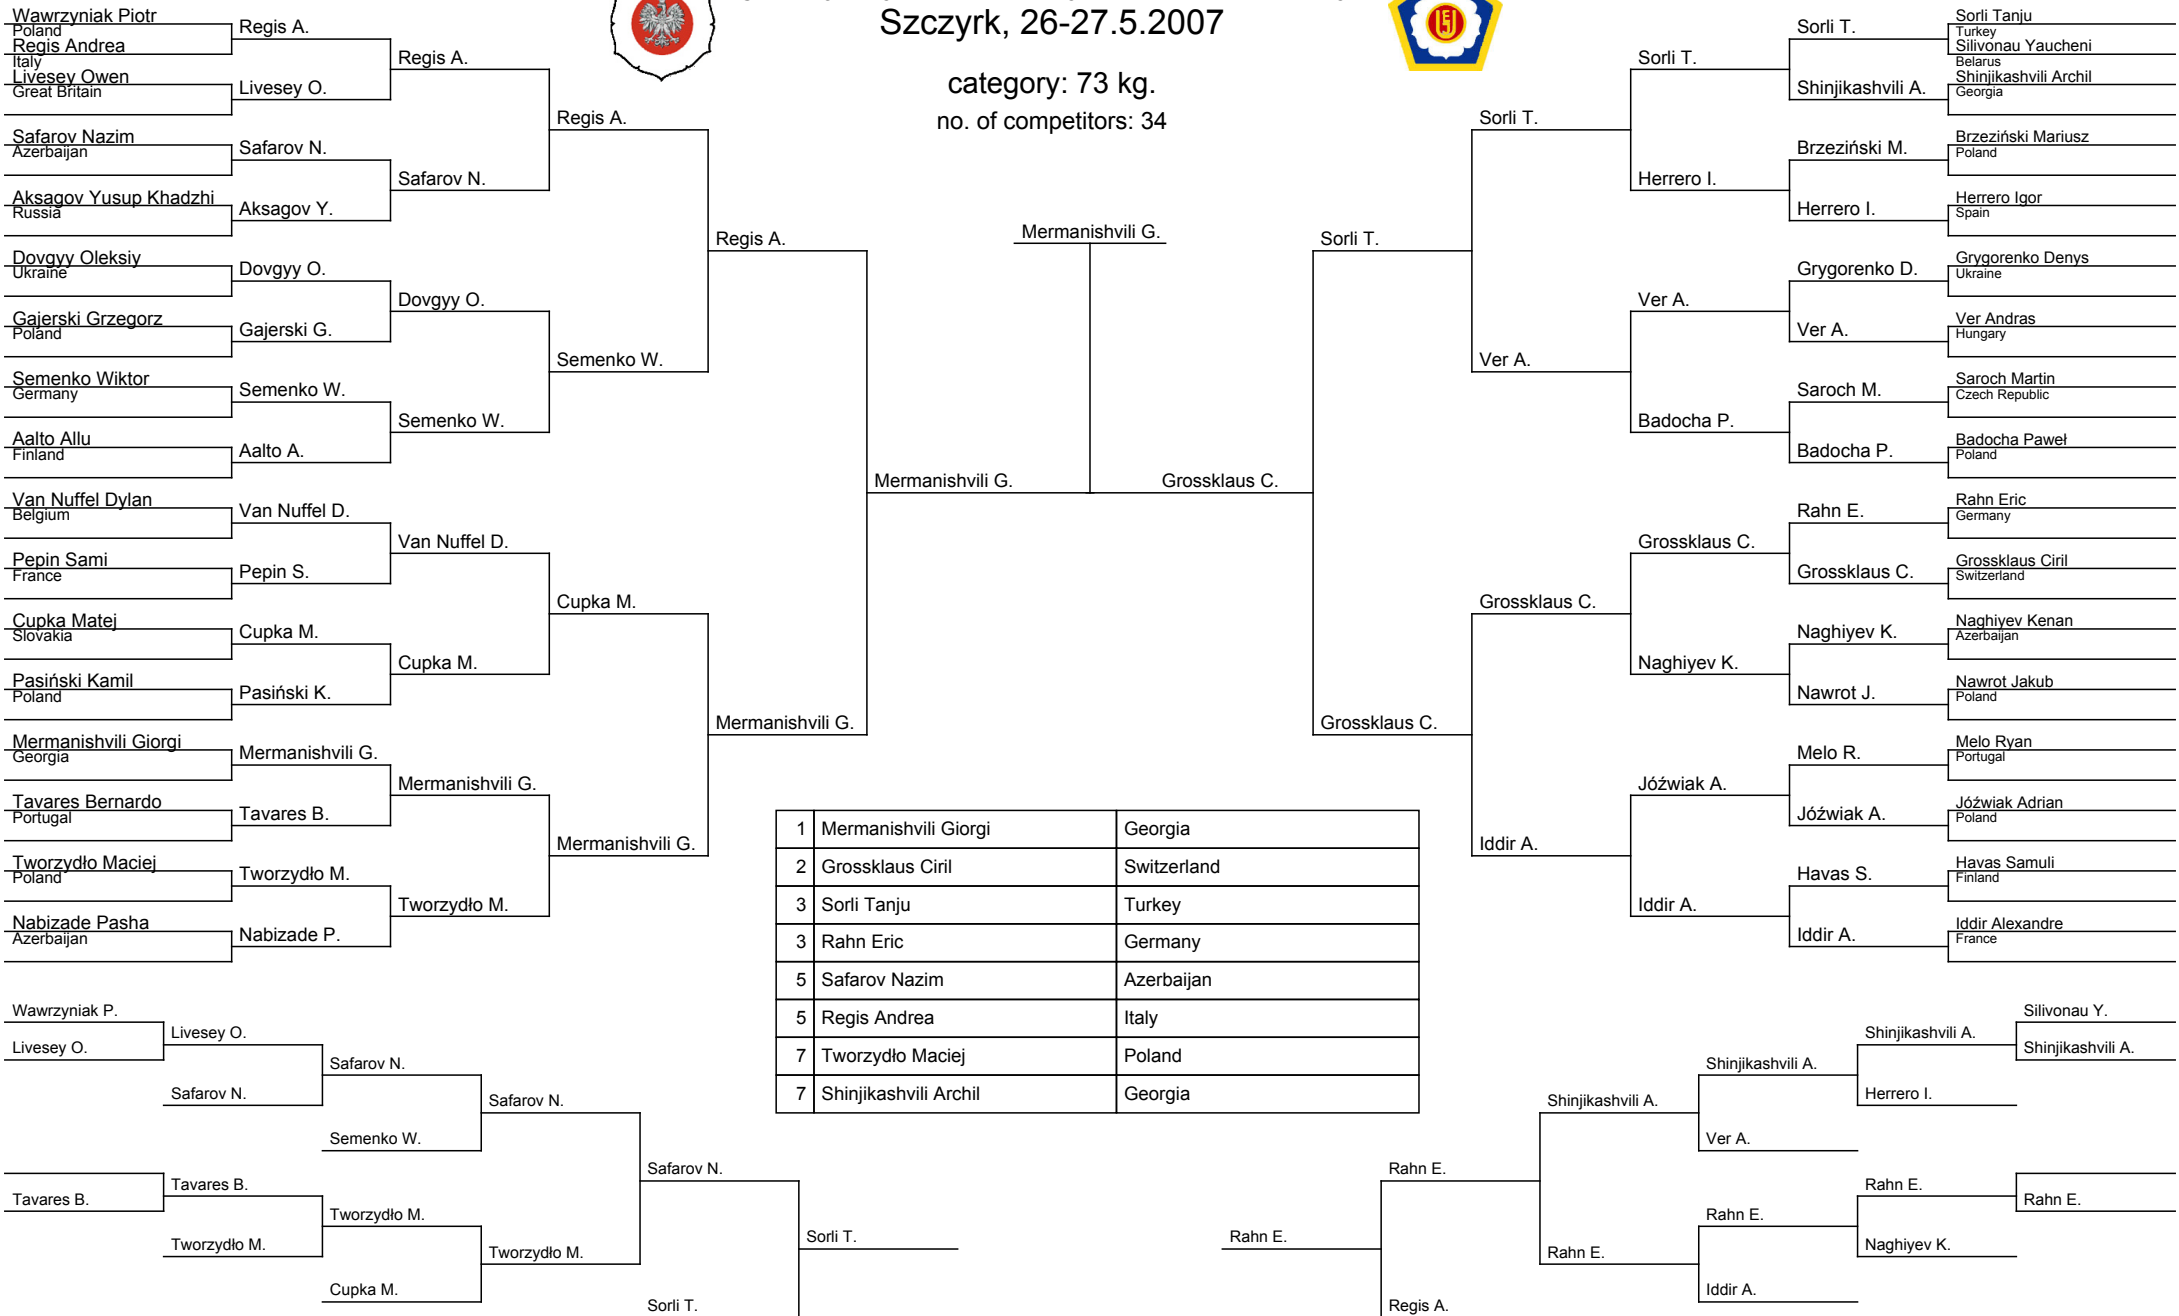 Szczyrk, 26-27.5.2007
category: 73 kg.
no. of competitors: 34
Wawrzyniak Piotr
Poland
Regis Andrea
Italy
Livesey Owen
Great Britain
Safarov Nazim
Azerbaijan
Aksagov Yusup Khadzhi
Russia
Dovgyy Oleksiy
Ukraine
Gajerski Grzegorz
Poland
Semenko Wiktor
Germany
Aalto Allu
Finland
Van Nuffel Dylan
Belgium
Pepin Sami
France
Cupka Matej
Slovakia
Pasiński Kamil
Poland
Mermanishvili Giorgi
Georgia
Tavares Bernardo
Portugal
Tworzydło Maciej
Poland
Nabizade Pasha
Azerbaijan
Regis A.
Livesey O.
Safarov N.
Aksagov Y.
Dovgyy O.
Gajerski G.
Semenko W.
Aalto A.
Van Nuffel D.
Pepin S.
Cupka M.
Pasiński K.
Mermanishvili G.
Tavares B.
Tworzydło M.
Nabizade P.
Regis A.
Safarov N.
Dovgyy O.
Semenko W.
Van Nuffel D.
Cupka M.
Mermanishvili G.
Tworzydło M.
Regis A.
Semenko W.
Cupka M.
Mermanishvili G.
Regis A.
Mermanishvili G.
Mermanishvili G.
Mermanishvili G.
Grossklaus C.
Sorli T.
Grossklaus C.
Sorli T.
Ver A.
Grossklaus C.
Iddir A.
Sorli T.
Herrero I.
Ver A.
Badocha P.
Grossklaus C.
Naghiyev K.
Jóźwiak A.
Iddir A.
Sorli T.
Shinjikashvili A.
Brzeziński M.
Herrero I.
Grygorenko D.
Ver A.
Saroch M.
Badocha P.
Rahn E.
Grossklaus C.
Naghiyev K.
Nawrot J.
Melo R.
Jóźwiak A.
Havas S.
Iddir A.
Sorli Tanju
Turkey
Silivonau Yaucheni
Belarus
Shinjikashvili Archil
Georgia
Brzeziński Mariusz
Poland
Herrero Igor
Spain
Grygorenko Denys
Ukraine
Ver Andras
Hungary
Saroch Martin
Czech Republic
Badocha Paweł
Poland
Rahn Eric
Germany
Grossklaus Ciril
Switzerland
Naghiyev Kenan
Azerbaijan
Nawrot Jakub
Poland
Melo Ryan
Portugal
Jóźwiak Adrian
Poland
Havas Samuli
Finland
Iddir Alexandre
France
1 Mermanishvili Giorgi Georgia
2 Grossklaus Ciril Switzerland
3 Sorli Tanju Turkey
3 Rahn Eric Germany
5 Safarov Nazim Azerbaijan
5 Regis Andrea Italy
7 Tworzydło Maciej Poland
7 Shinjikashvili Archil Georgia
Wawrzyniak P.
Livesey O.
Tavares B.
Livesey O.
Safarov N.
Tavares B.
Tworzydło M.
Safarov N.
Semenko W.
Tworzydło M.
Cupka M.
Safarov N.
Tworzydło M.
Safarov N.
Sorli T.
Sorli T.
Rahn E.
Rahn E.
Regis A.
Shinjikashvili A.
Rahn E.
Shinjikashvili A.
Ver A.
Rahn E.
Iddir A.
Shinjikashvili A.
Herrero I.
Rahn E.
Naghiyev K.
Silivonau Y.
Shinjikashvili A.
Rahn E.